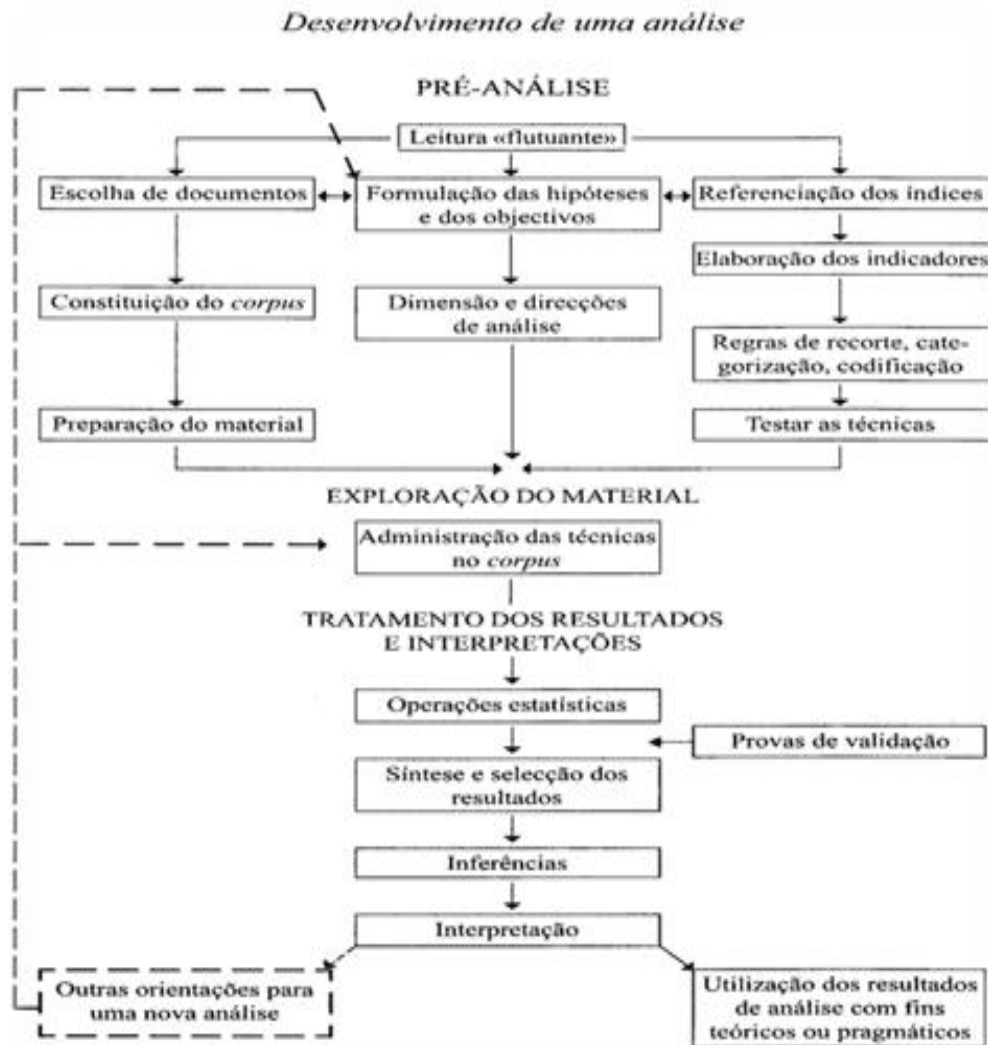 Desenvolvimento de uma análise
PRÉ-ANÁLISE
Leitura «flutuante»
Escolha de documentos
Formulação das hipóteses
e dos objectivos
Referenciação dos índices
Elaboração dos indicadores
Constituição do corpus
Dimensão e direcções
de análise
Regras de recorte, cate-
gorização, codificação
Preparação do material
Testar as técnicas
EXPLORAÇÃO DO MATERIAL
Administração das técnicas
no corpus
TRATAMENTO DOS RESULTADOS
E INTERPRETAÇÕES
Operações estatísticas
Provas de validação
Síntese e selecção dos
resultados
Inferências
Interpretação
Outras orientações para
uma nova análise
Utilização dos resultados
de análise com fins
teóricos ou pragmáticos